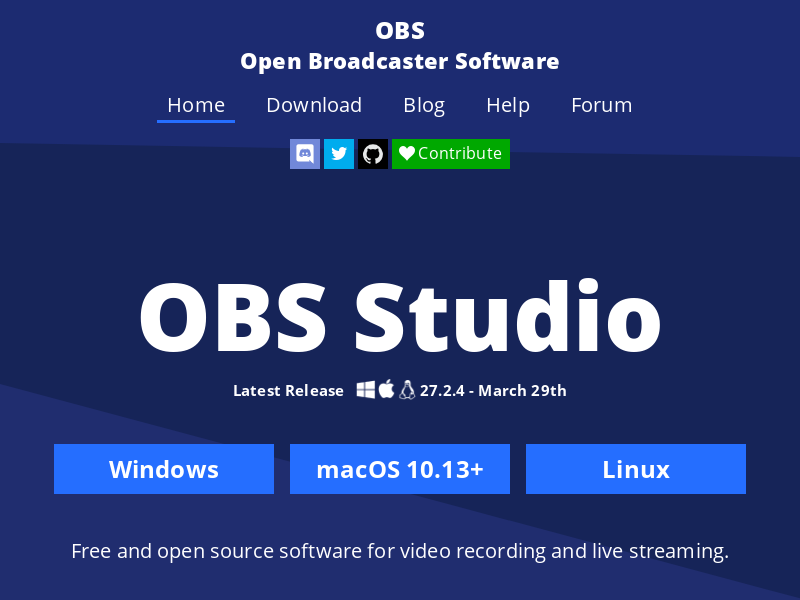 OBS
Open Broadcaster Software
Home Download Blog Help Forum
Contribute
OBS Studio
Latest Release 27.2.4 - March 29th
Windows macOS 10.13+ Linux
Free and open source software for video recording and live streaming.